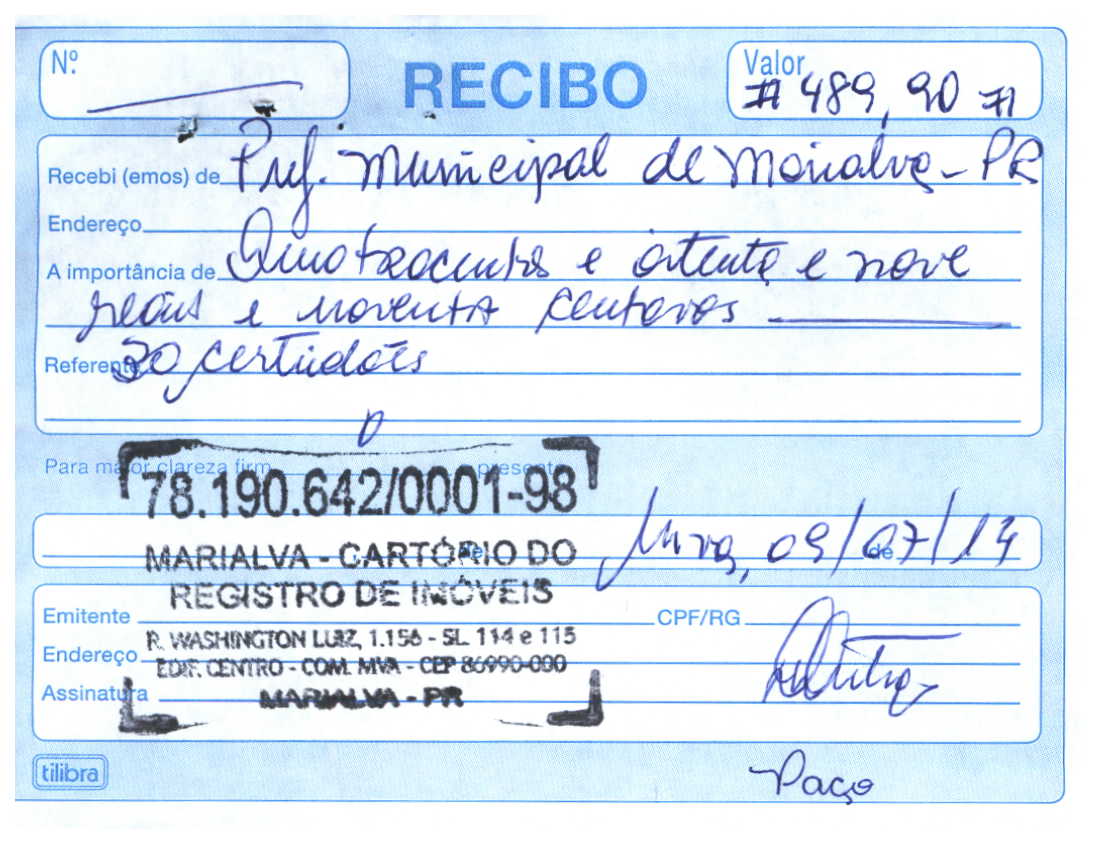 Nº
RECIBO
Valor
# 489,90 #
Recebi (emos) de Pref. Municipal de Marialva - PR
Endereço
A importância de Quatrocentos e oitenta e nove
reais e noventa centavos
Referente 30 certidões
Para maior clareza firm presente
78.190.642/0001-98
Mva, 09/07/14
de
de
MARIALVA - CARTÓRIO DO
REGISTRO DE IMÓVEIS
Emitente
CPF/RG
R. WASHINGTON LUIZ, 1.156 - SL. 114 e 115
Endereço
EDIF. CENTRO - COM. MVA - CEP 86990-000
Assinatura
MARIALVA - PR
tilibra
Paço